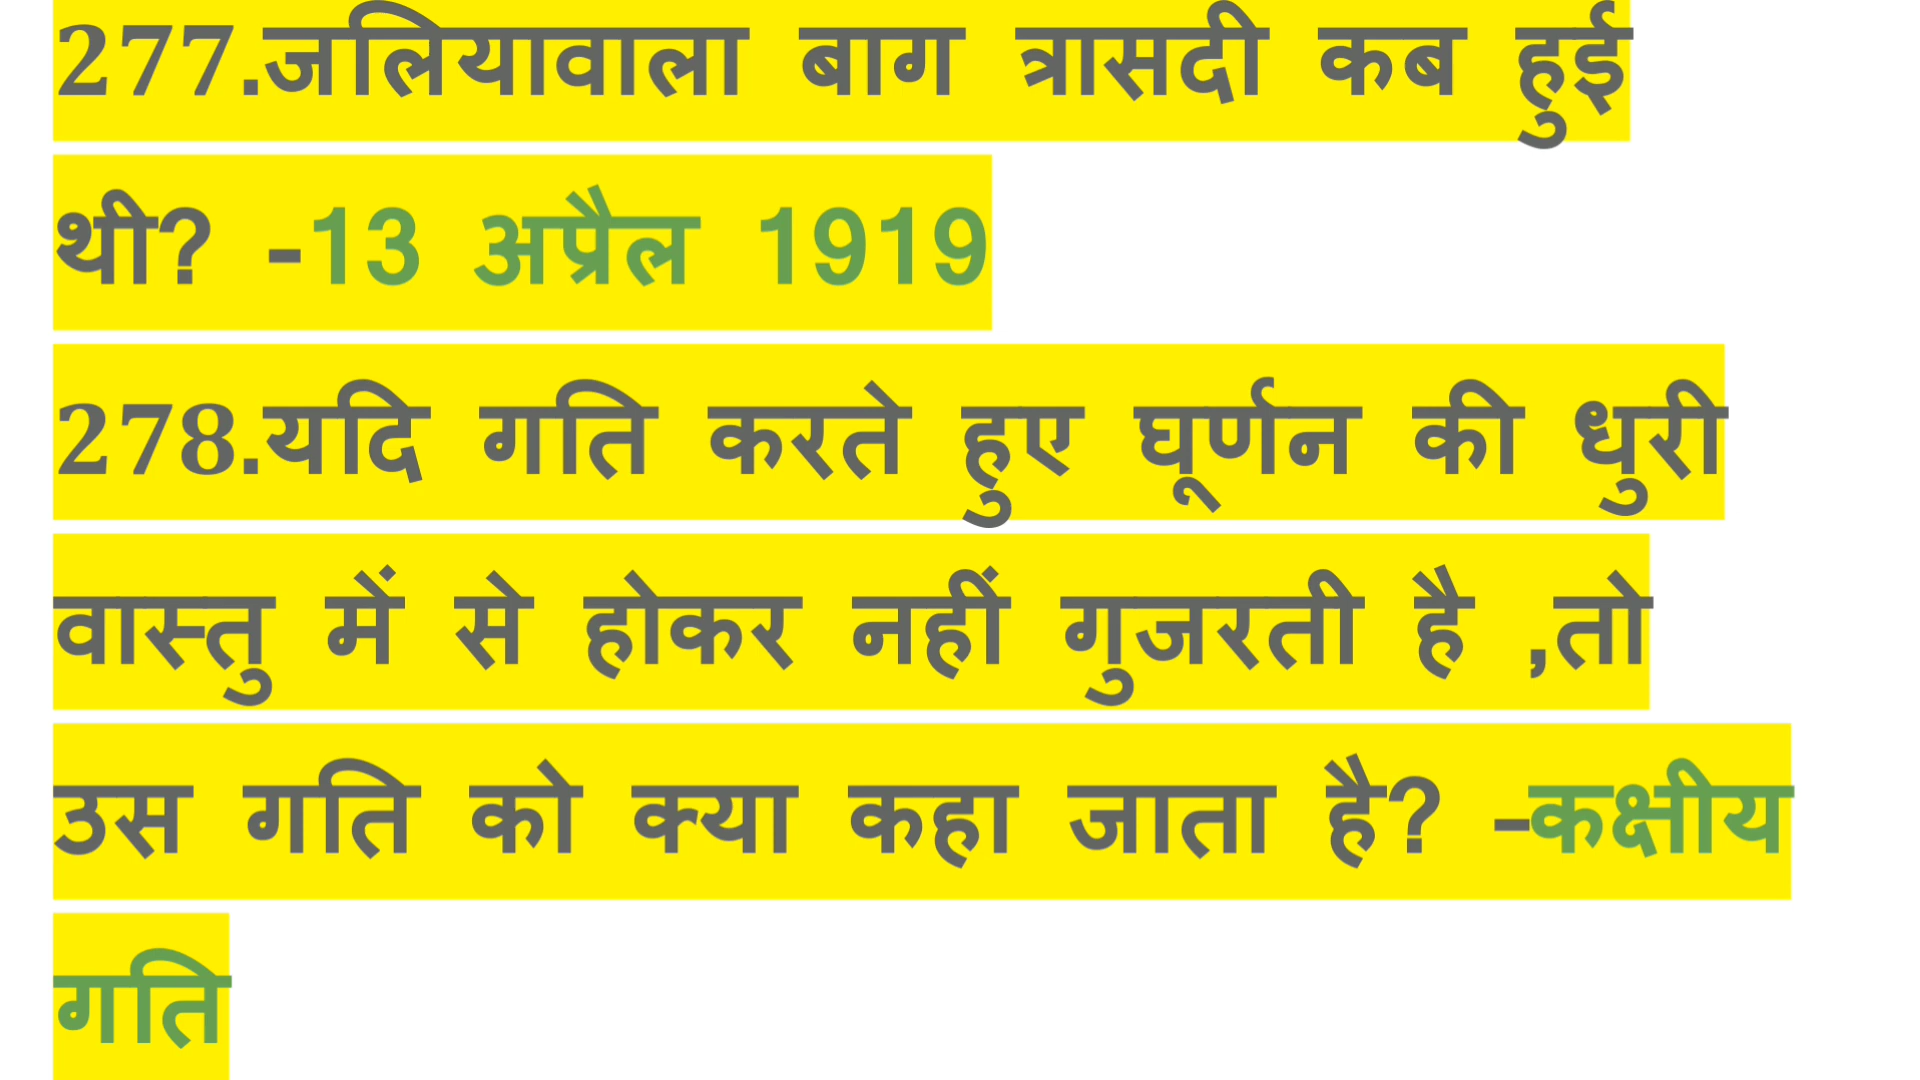 277.जलियावाला बाग त्रासदी कब हुई
थी? -13 अप्रैल 1919
278.यदि गति करते हुए घूर्णन की धुरी
वास्तु में से होकर नहीं गुजरती है ,तो
उस गति को क्या कहा जाता है? -कक्षीय
गति